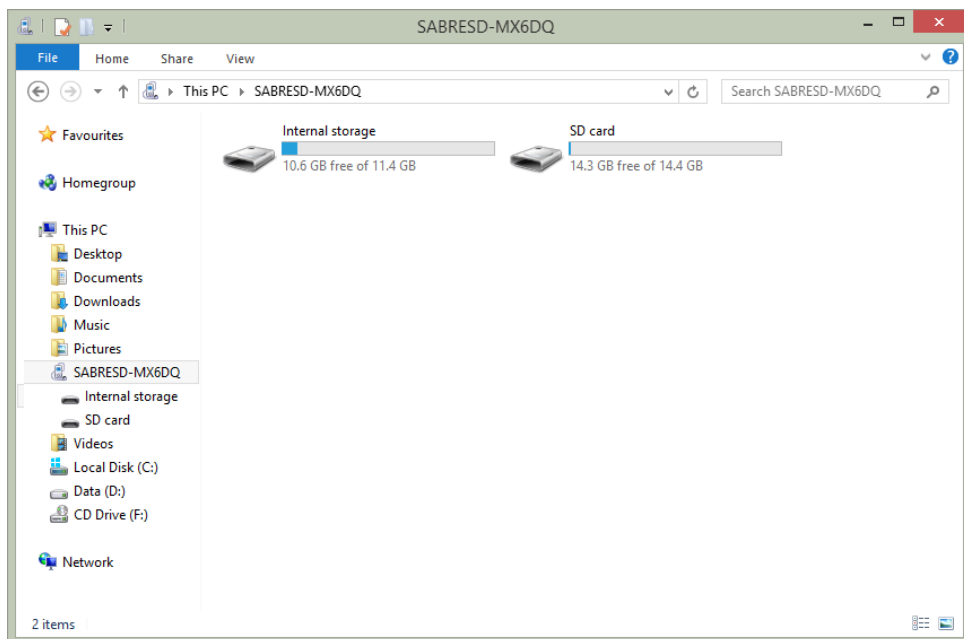 SABRESD-MX6DQ
File Home Share View
This PC SABRESD-MX6DQ Search SABRESD-MX6DQ
Favourites
Homegroup
This PC
Desktop
Documents
Downloads
Music
Pictures
SABRESD-MX6DQ
Internal storage
SD card
Videos
Local Disk (C:)
Data (D:)
CD Drive (F:)
Network
Internal storage
10.6 GB free of 11.4 GB
SD card
14.3 GB free of 14.4 GB
2 items